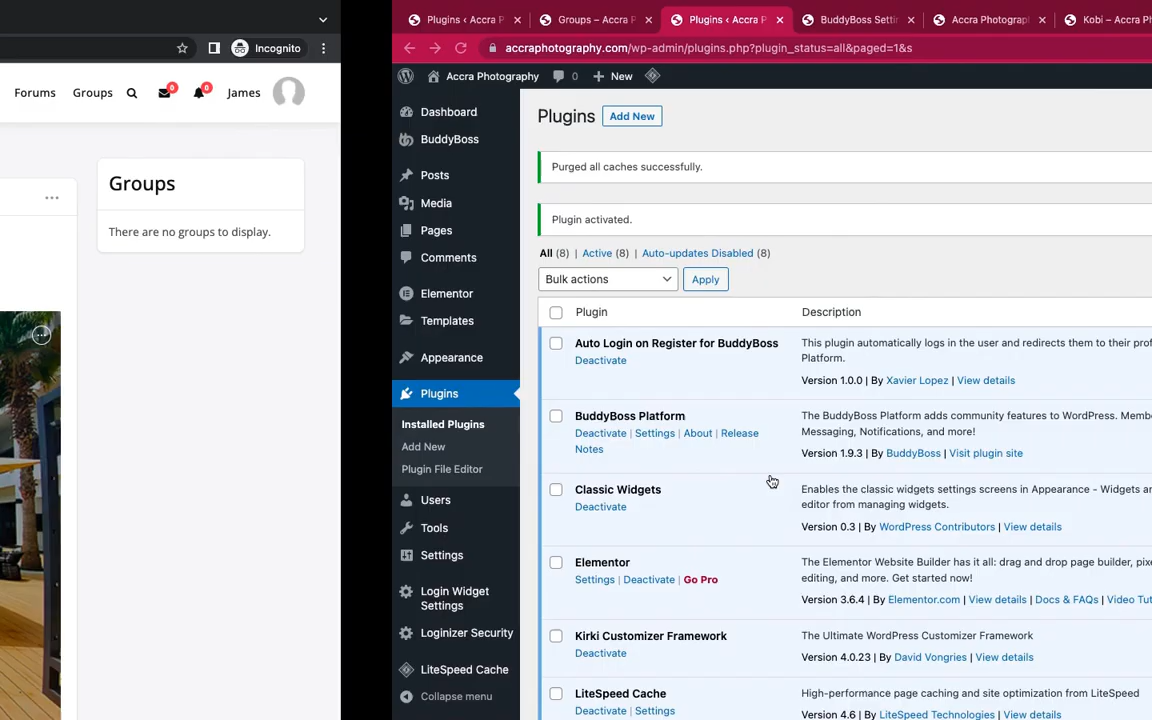 Incognito
Forums
Groups
0
0
James
Groups
There are no groups to display.
Plugins ‹ Accra P
Groups – Accra P
Plugins ‹ Accra P
BuddyBoss Setti
Accra Photograp
Kobi – Accra P
accraphotography.com/wp-admin/plugins.php?plugin_status=all&paged=1&s
Accra Photography
0
New
Dashboard
BuddyBoss
Posts
Media
Pages
Comments
Elementor
Templates
Appearance
Plugins
Installed Plugins
Add New
Plugin File Editor
Users
Tools
Settings
Login Widget
Settings
Loginizer Security
LiteSpeed Cache
Collapse menu
Plugins Add New
Purged all caches successfully.
Plugin activated.
All (8) | Active (8) | Auto-updates Disabled (8)
Bulk actions
Apply
Plugin
Description
Auto Login on Register for BuddyBoss
Deactivate
This plugin automatically logs in the user and redirects them to their prof
Platform.
Version 1.0.0 | By Xavier Lopez | View details
BuddyBoss Platform
Deactivate | Settings | About | Release
Notes
The BuddyBoss Platform adds community features to WordPress. Memb
Messaging, Notifications, and more!
Version 1.9.3 | By BuddyBoss | Visit plugin site
Classic Widgets
Deactivate
Enables the classic widgets settings screens in Appearance - Widgets an
editor from managing widgets.
Version 0.3 | By WordPress Contributors | View details
Elementor
Settings | Deactivate | Go Pro
The Elementor Website Builder has it all: drag and drop page builder, pixe
editing, and more. Get started now!
Version 3.6.4 | By Elementor.com | View details | Docs & FAQs | Video Tut
Kirki Customizer Framework
Deactivate
The Ultimate WordPress Customizer Framework
Version 4.0.23 | By David Vongries | View details
LiteSpeed Cache
Deactivate | Settings
High-performance page caching and site optimization from LiteSpeed
Version 4.6 | By LiteSpeed Technologies | View details